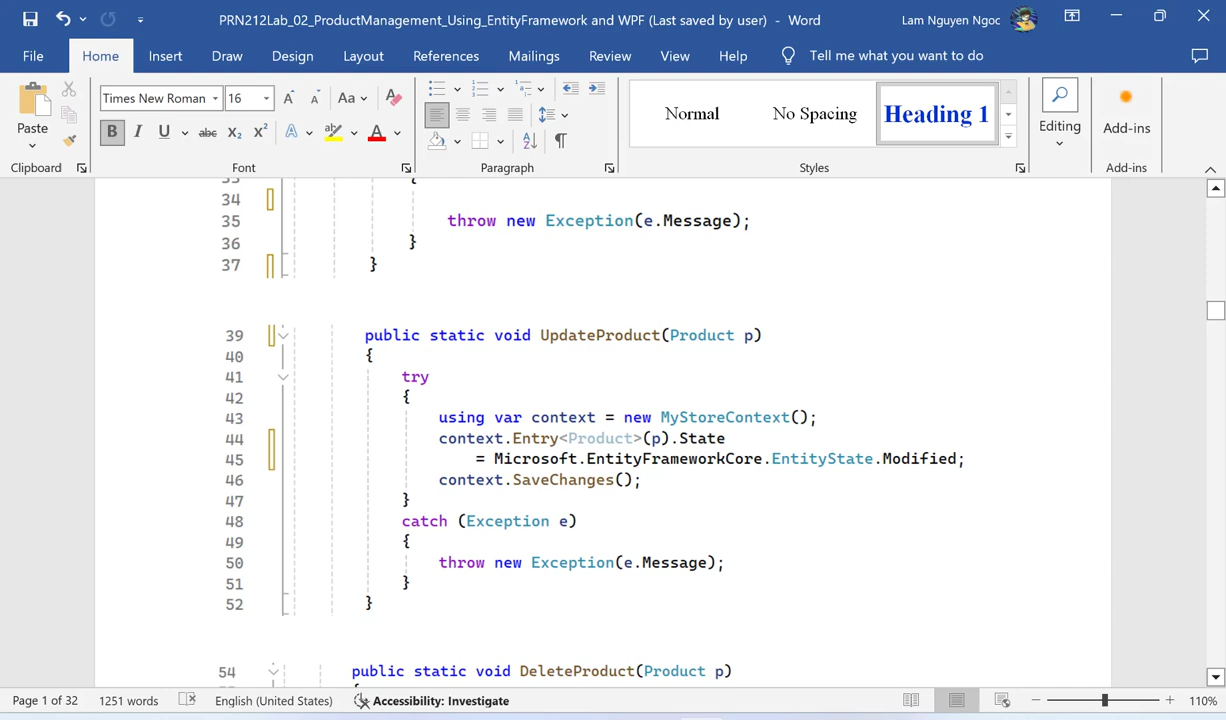 PRN212Lab_02_ProductManagement_Using_EntityFramework and WPF (Last saved by user) - Word
Lam Nguyen Ngoc
File Home Insert Draw Design Layout References Mailings Review View Help Tell me what you want to do
Times New Roman 16 Aa
Paste
B I U abc X₂ X² A A
Normal
No Spacing
Heading 1
Editing
Add-ins
Clipboard Font Paragraph Styles Add-ins
33 {
34
35 throw new Exception(e.Message);
36 }
37 }
39 public static void UpdateProduct(Product p)
40 {
41 try
42 {
43 using var context = new MyStoreContext();
44 context.Entry<Product>(p).State
45 = Microsoft.EntityFrameworkCore.EntityState.Modified;
46 context.SaveChanges();
47 }
48 catch (Exception e)
49 {
50 throw new Exception(e.Message);
51 }
52 }
54 public static void DeleteProduct(Product p)
Page 1 of 32 1251 words English (United States) Accessibility: Investigate 110%